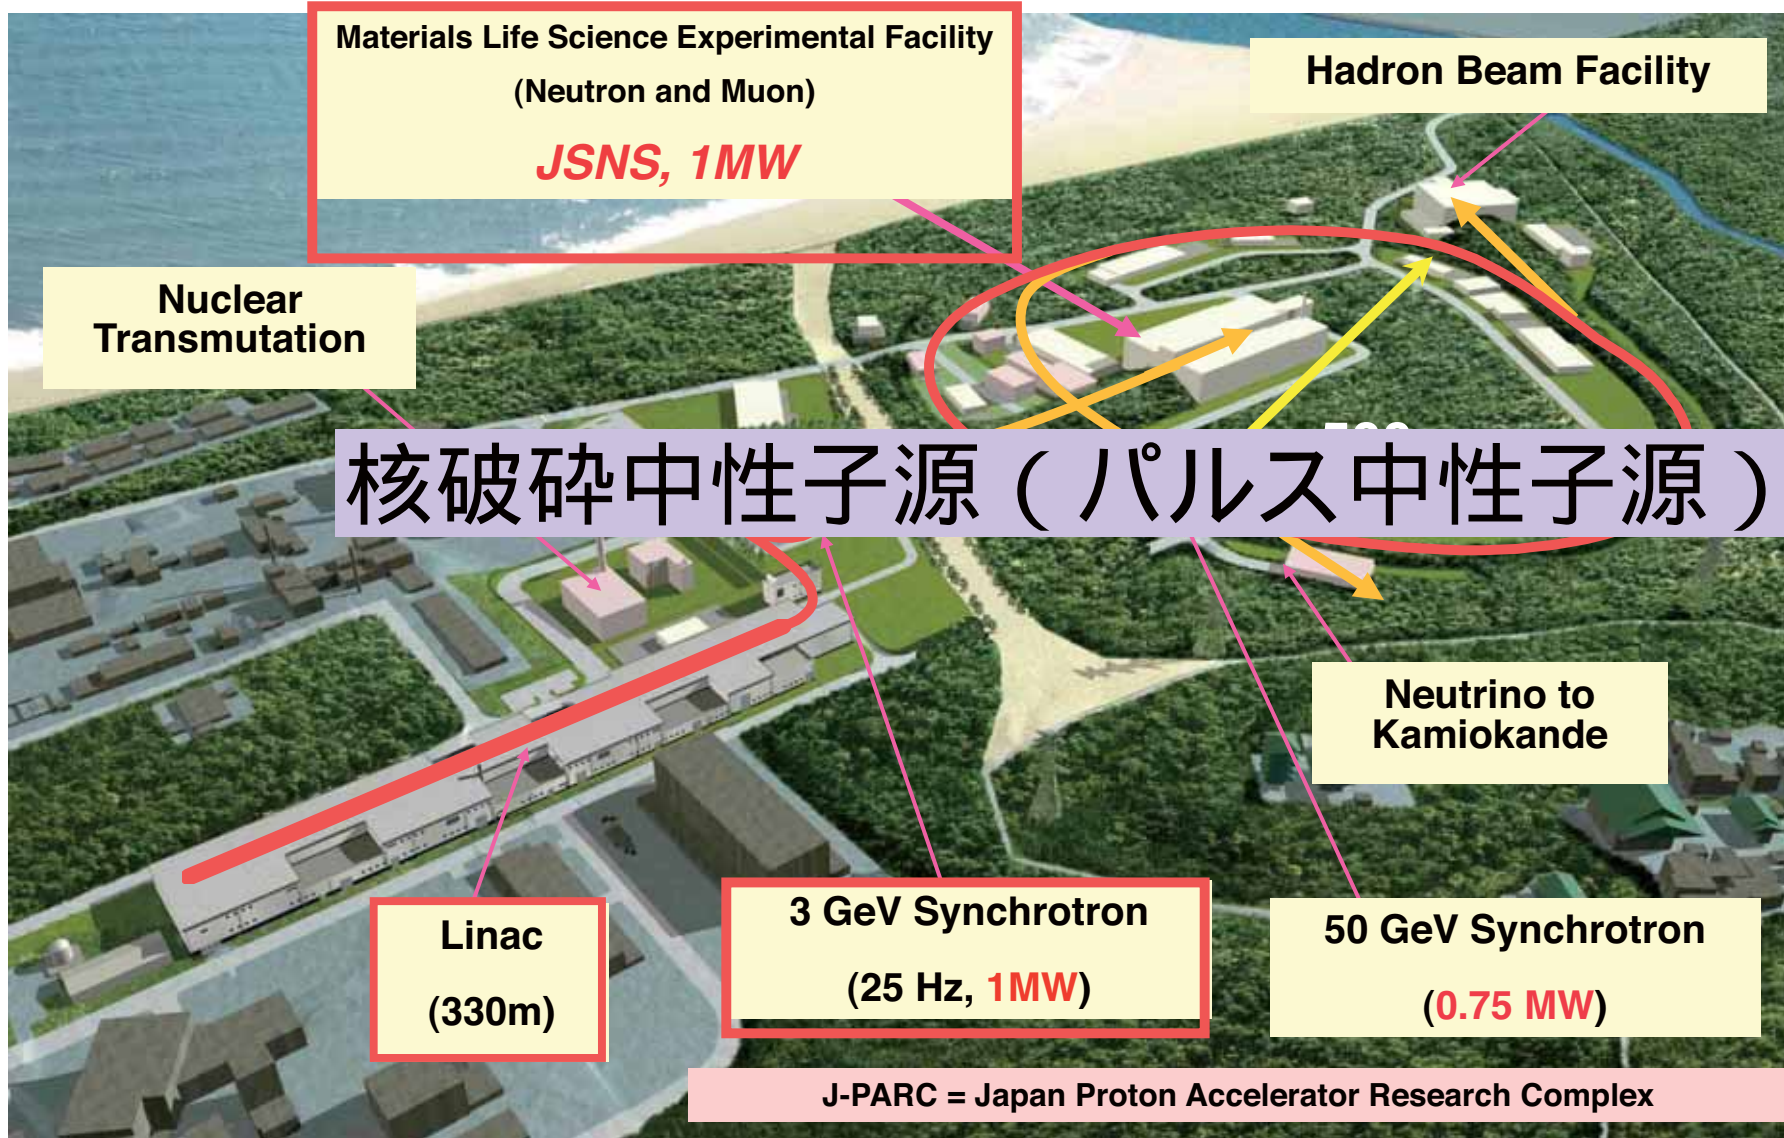 Materials Life Science Experimental Facility
(Neutron and Muon)
JSNS, 1MW
Hadron Beam Facility
Nuclear
Transmutation
核破砕中性子源（パルス中性子源）
Neutrino to
Kamiokande
Linac
(330m)
3 GeV Synchrotron
(25 Hz, 1MW)
50 GeV Synchrotron
(0.75 MW)
J-PARC = Japan Proton Accelerator Research Complex